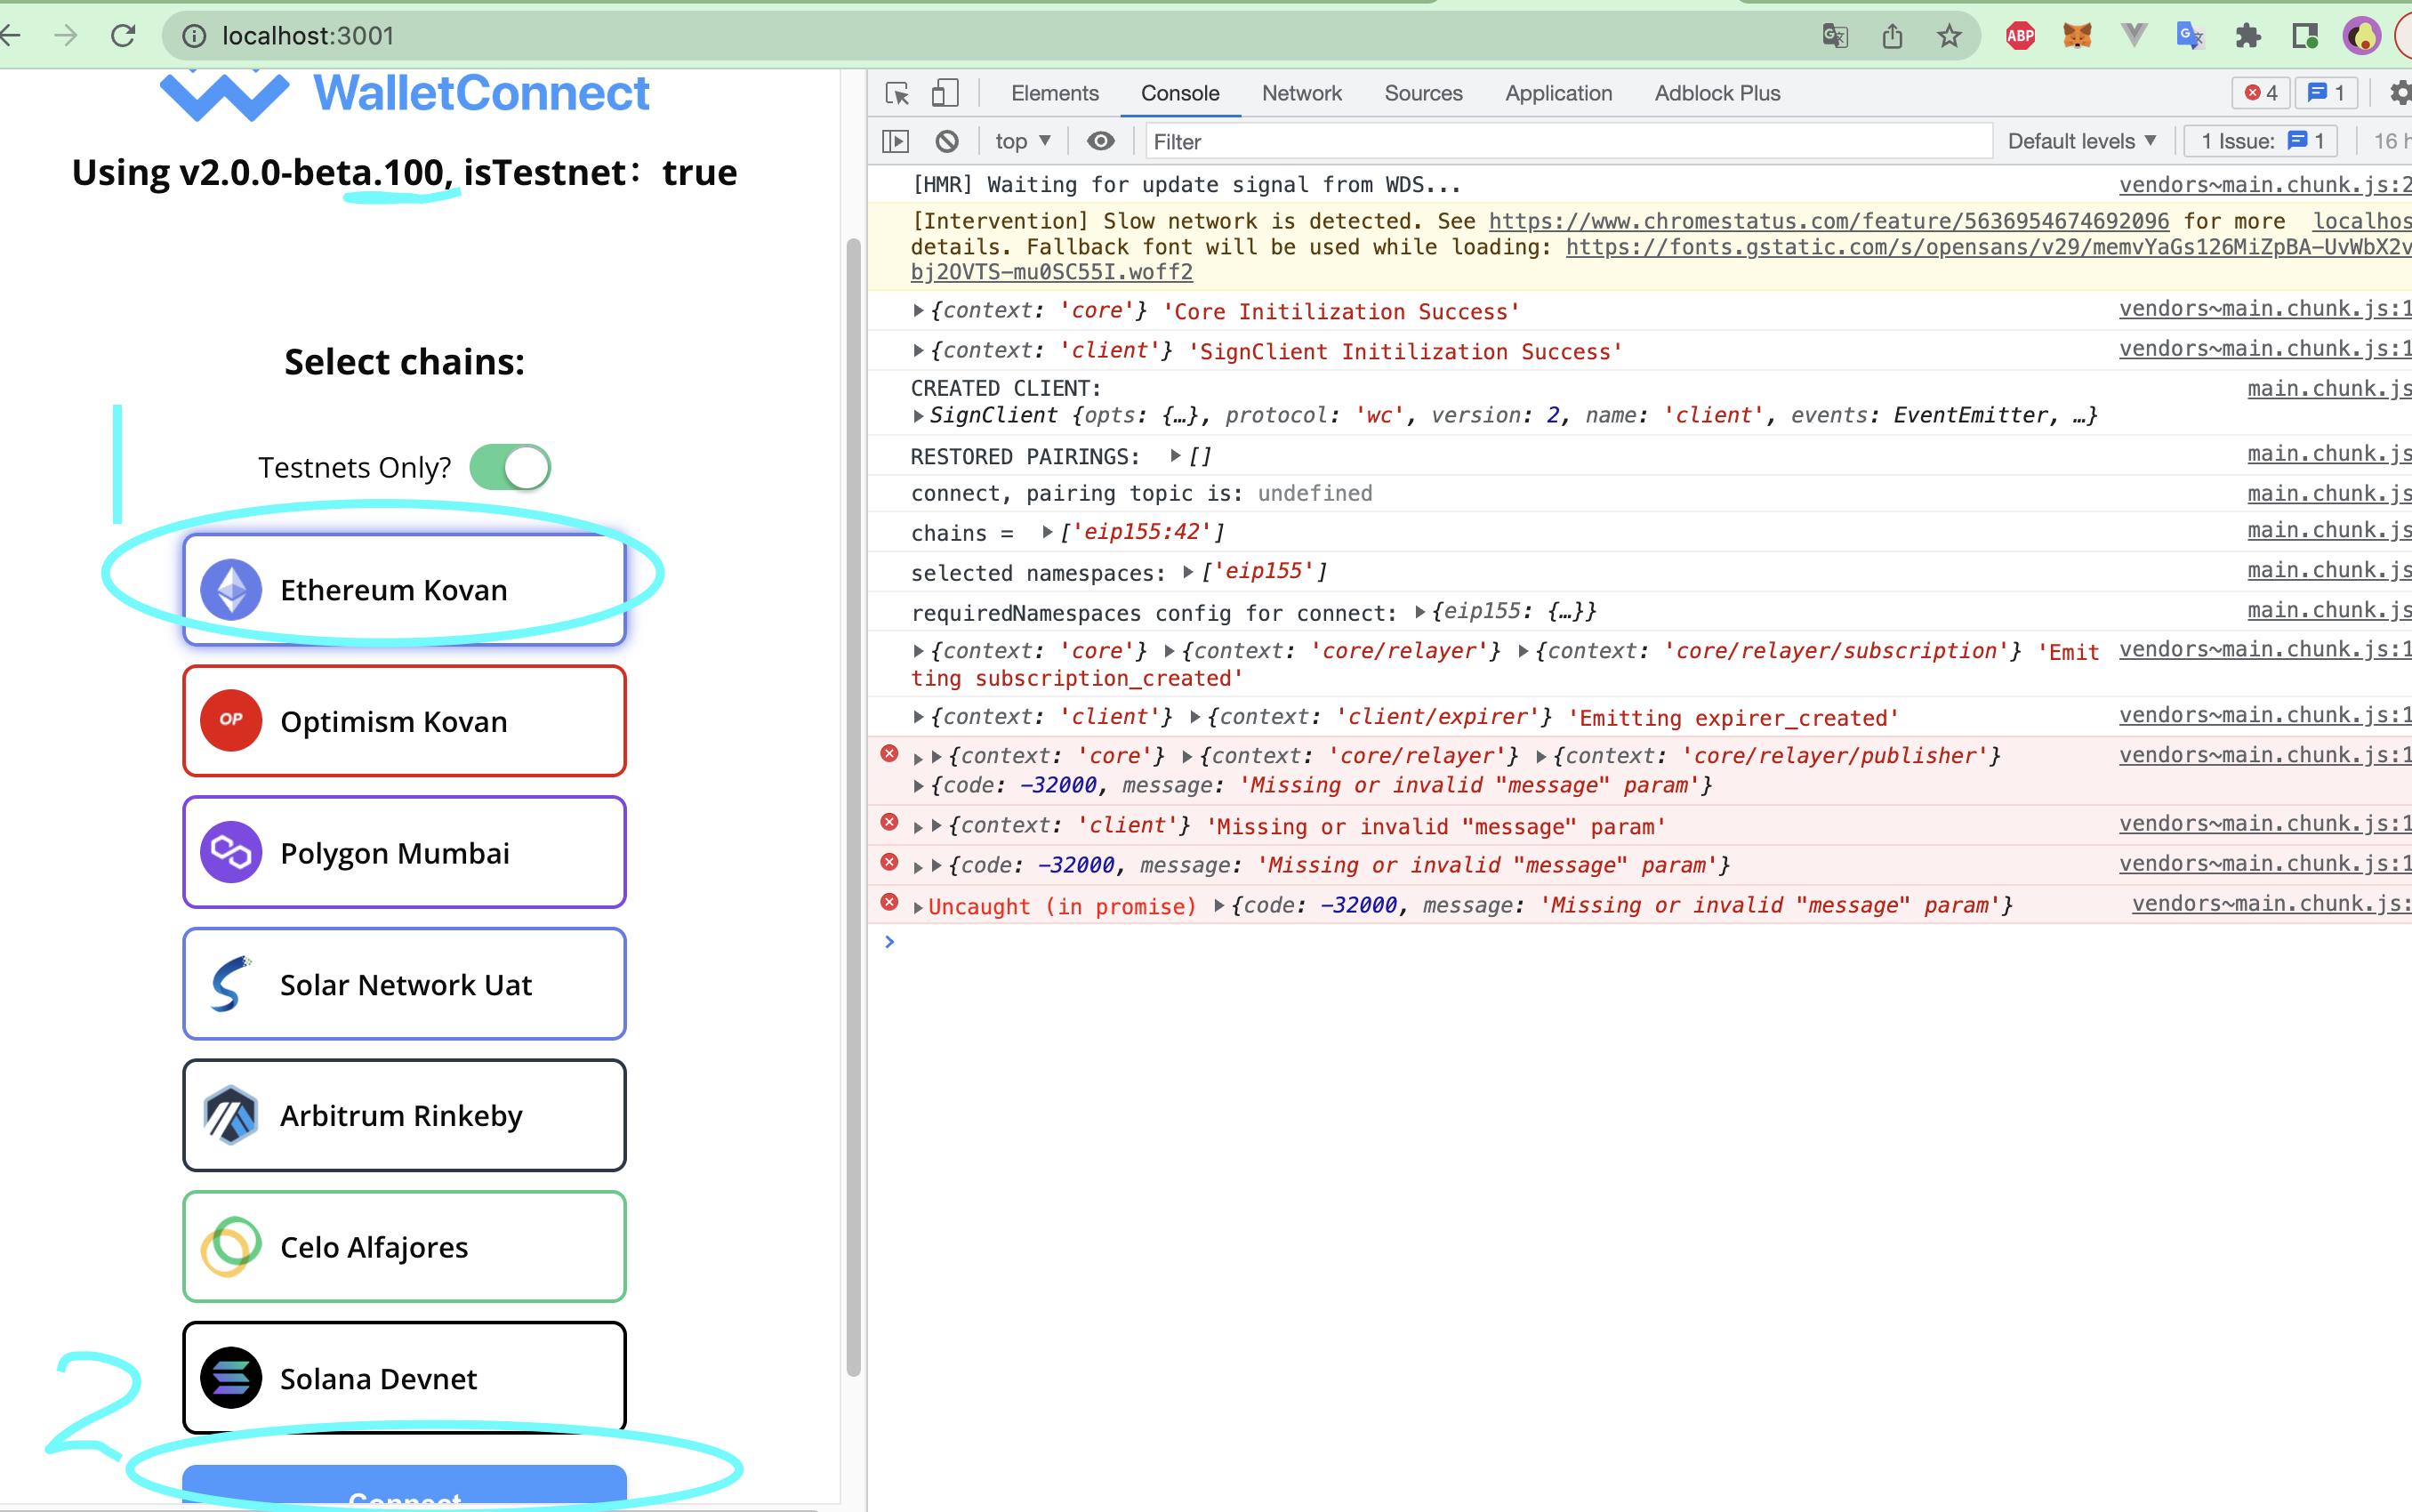 localhost:3001
ABP
WalletConnect
Using v2.0.0-beta.100, isTestnet：true
Select chains:
1
Testnets Only?
Ethereum Kovan
OP
Optimism Kovan
Polygon Mumbai
Solar Network Uat
Arbitrum Rinkeby
Celo Alfajores
Solana Devnet
2
Connect
Elements Console Network Sources Application Adblock Plus 4 1
top Filter Default levels 1 Issue: 1 16 h
[HMR] Waiting for update signal from WDS... vendors~main.chunk.js:2
[Intervention] Slow network is detected. See https://www.chromestatus.com/feature/5636954674692096 for more localhos
details. Fallback font will be used while loading: https://fonts.gstatic.com/s/opensans/v29/memvYaGs126MiZpBA-UvWbX2v
bj2OVTS-mu0SC55I.woff2
{context: 'core'} 'Core Initilization Success' vendors~main.chunk.js:1
{context: 'client'} 'SignClient Initilization Success' vendors~main.chunk.js:1
CREATED CLIENT: main.chunk.js
SignClient {opts: {…}, protocol: 'wc', version: 2, name: 'client', events: EventEmitter, …}
RESTORED PAIRINGS: [] main.chunk.js
connect, pairing topic is: undefined main.chunk.js
chains = ['eip155:42'] main.chunk.js
selected namespaces: ['eip155'] main.chunk.js
requiredNamespaces config for connect: {eip155: {…}} main.chunk.js
{context: 'core'} {context: 'core/relayer'} {context: 'core/relayer/subscription'} 'Emit vendors~main.chunk.js:1
ting subscription_created'
{context: 'client'} {context: 'client/expirer'} 'Emitting expirer_created' vendors~main.chunk.js:1
{context: 'core'} {context: 'core/relayer'} {context: 'core/relayer/publisher'} vendors~main.chunk.js:1
{code: -32000, message: 'Missing or invalid "message" param'}
{context: 'client'} 'Missing or invalid "message" param' vendors~main.chunk.js:1
{code: -32000, message: 'Missing or invalid "message" param'} vendors~main.chunk.js:1
Uncaught (in promise) {code: -32000, message: 'Missing or invalid "message" param'} vendors~main.chunk.js: